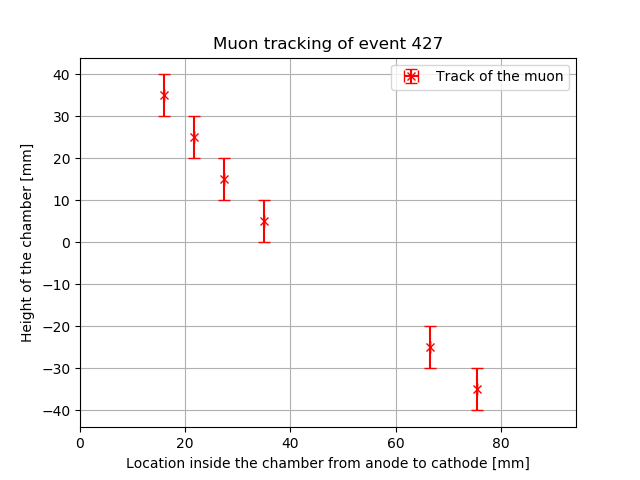 Muon tracking of event 427
Track of the muon
Height of the chamber [mm]
40
30
20
10
0
−10
−20
−30
−40
0 20 40 60 80
Location inside the chamber from anode to cathode [mm]